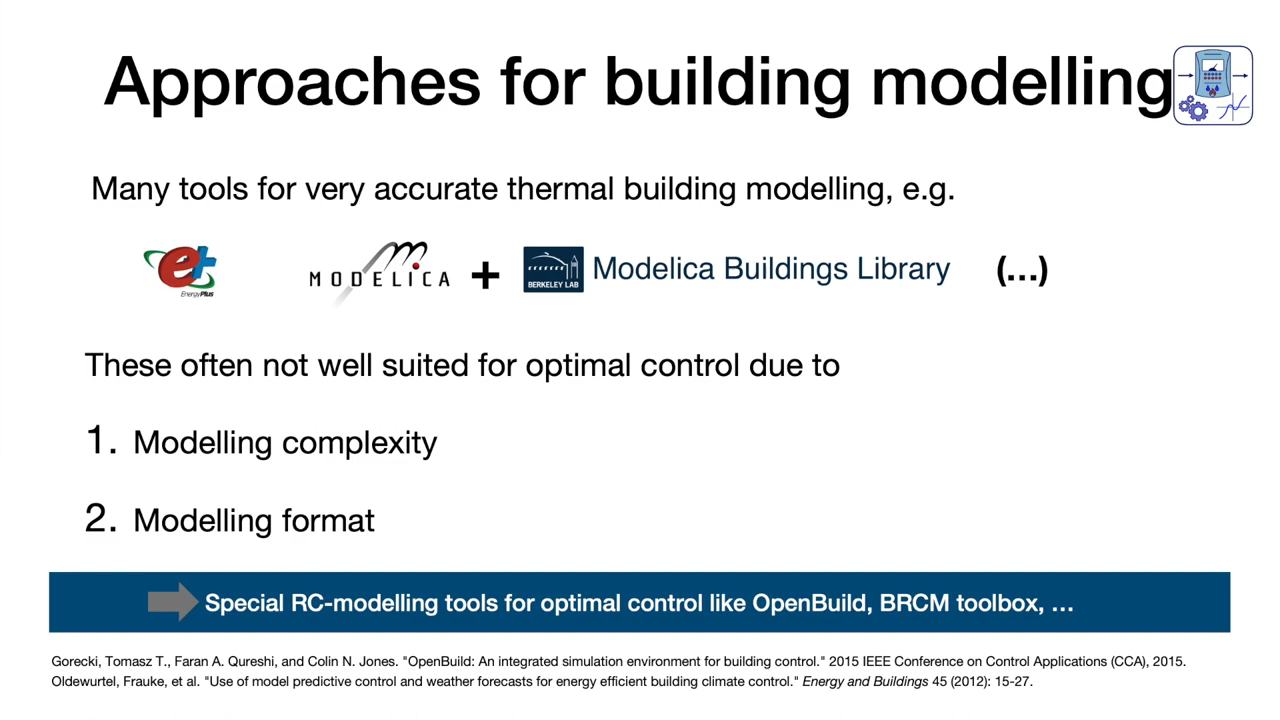 Approaches for building modelling
Many tools for very accurate thermal building modelling, e.g.
e+ EnergyPlus MODELICA + BERKELEY LAB Modelica Buildings Library (...)
These often not well suited for optimal control due to
1. Modelling complexity
2. Modelling format
Special RC-modelling tools for optimal control like OpenBuild, BRCM toolbox, ...
Gorecki, Tomasz T., Faran A. Qureshi, and Colin N. Jones. "OpenBuild: An integrated simulation environment for building control." 2015 IEEE Conference on Control Applications (CCA), 2015.
Oldewurtel, Frauke, et al. "Use of model predictive control and weather forecasts for energy efficient building climate control." Energy and Buildings 45 (2012): 15-27.